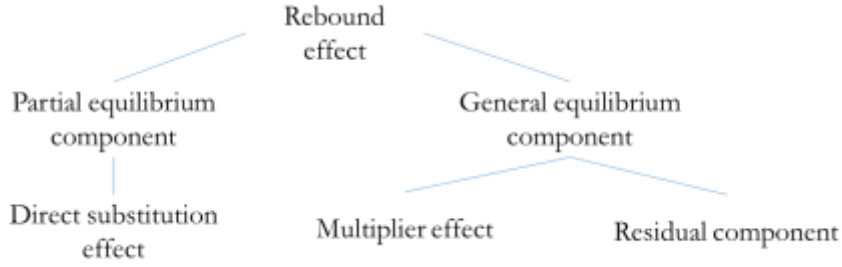 Rebound
effect
Partial equilibrium
component
General equilibrium
component
Direct substitution
effect
Multiplier effect
Residual component